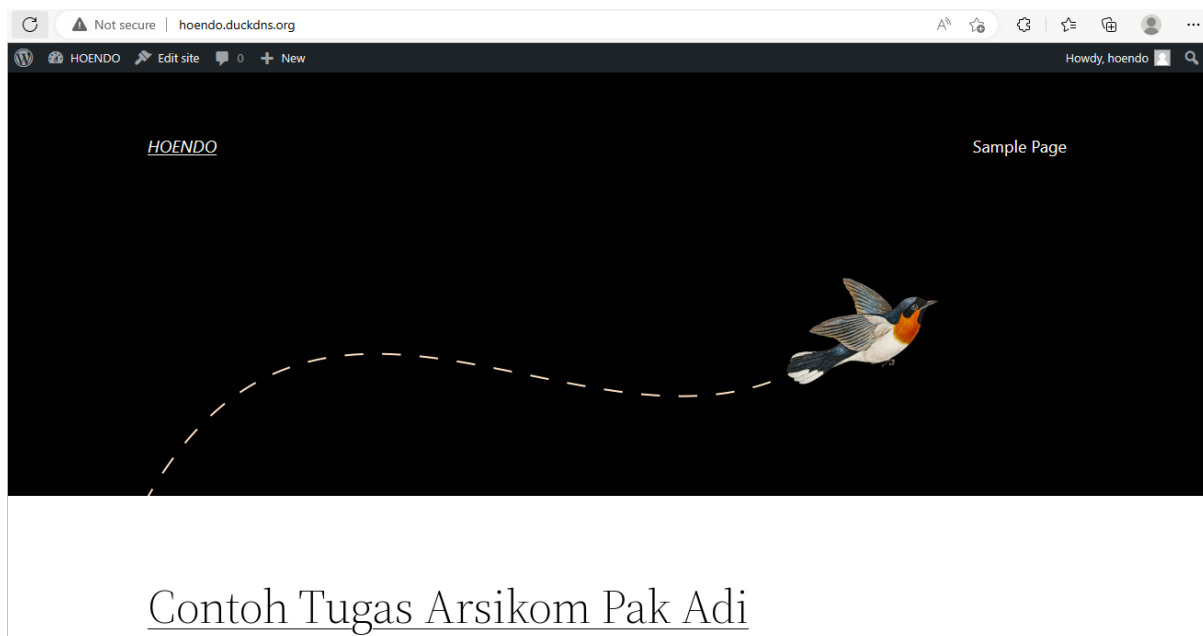 Not secure hoendo.duckdns.org
HOENDO Edit site 0 New Howdy, hoendo
HOENDO Sample Page
Contoh Tugas Arsikom Pak Adi